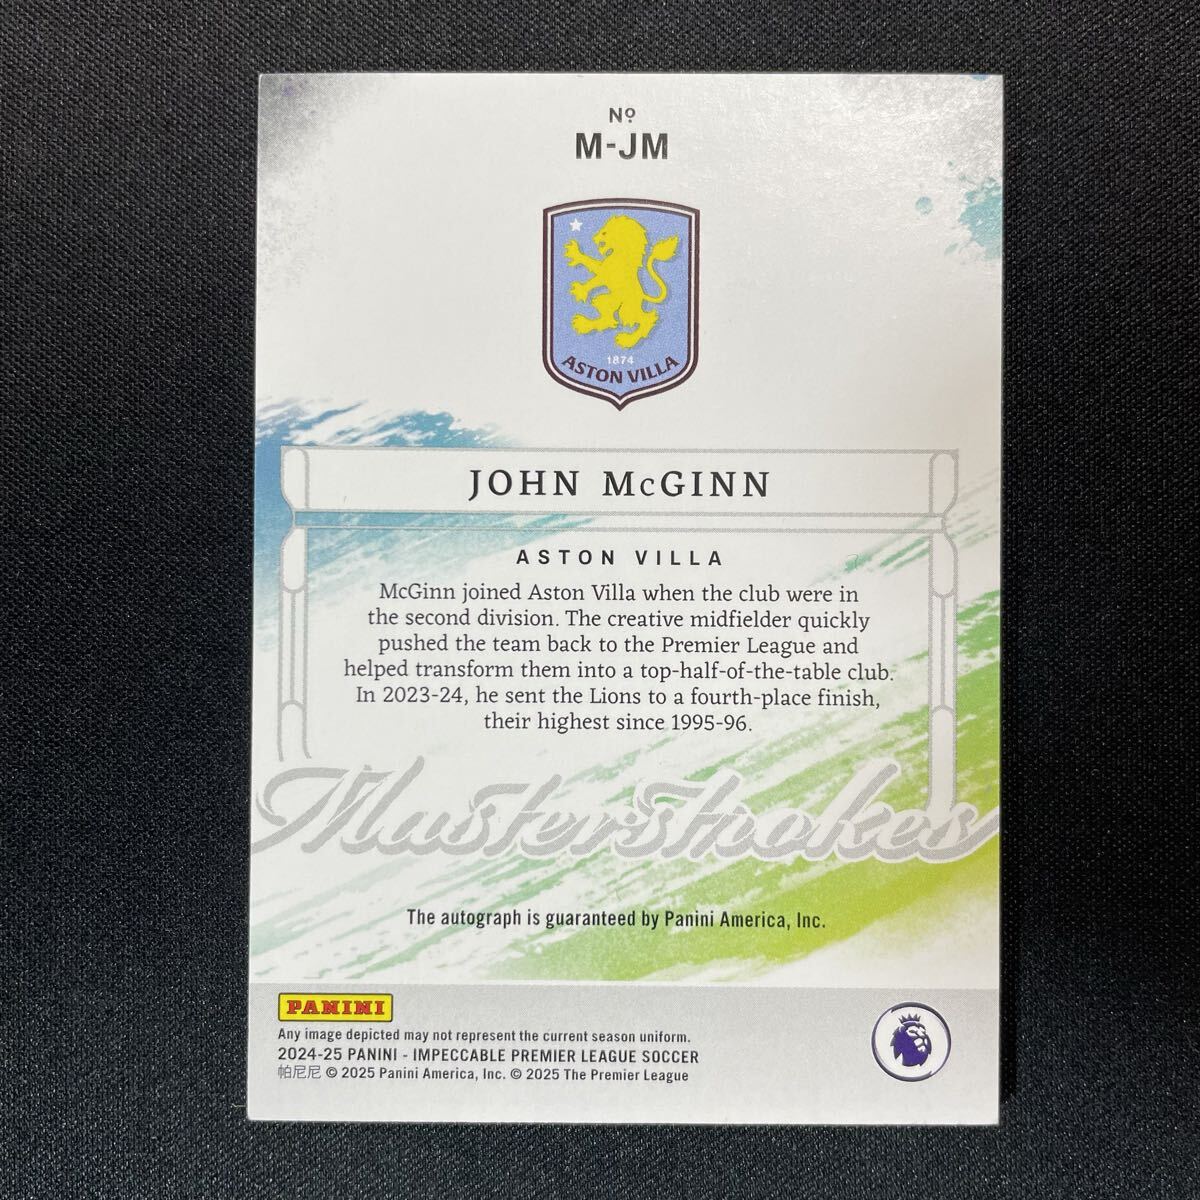 Nº
M-JM
1874
ASTON VILLA
JOHN McGINN
ASTON VILLA
McGinn joined Aston Villa when the club were in
the second division. The creative midfielder quickly
pushed the team back to the Premier League and
helped transform them into a top-half-of-the-table club.
In 2023-24, he sent the Lions to a fourth-place finish,
their highest since 1995-96.
Masterstrokes
The autograph is guaranteed by Panini America, Inc.
PANINI
Any image depicted may not represent the current season uniform.
2024-25 PANINI - IMPECCABLE PREMIER LEAGUE SOCCER
帕尼尼 © 2025 Panini America, Inc. © 2025 The Premier League